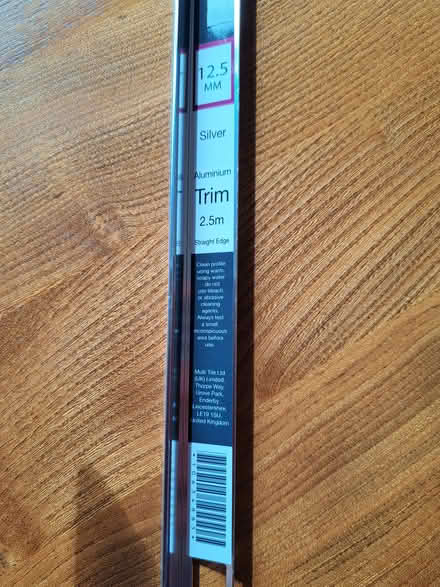 12.5
MM
Silver
Aluminium
Trim
2.5m
Straight Edge
Clean profile
using warm
soapy water
do not
use bleach
or abrasive
cleaning
agents.
Always test
a small
inconspicuous
area before
use.
Multi Tile Ltd
(UK) Limited
Thorpe Way
Grove Park,
Enderby
Leicestershire,
LE19 1SU,
United Kingdom